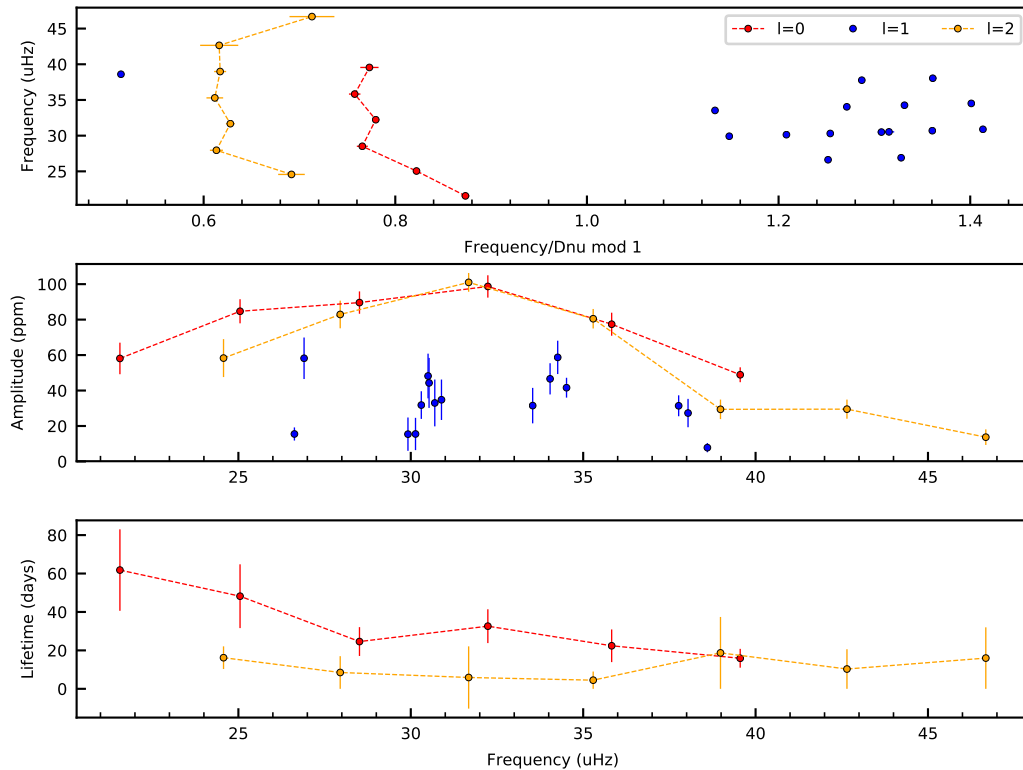 l=0 l=1 l=2
Frequency (uHz)
45
40
35
30
25
0.6 0.8 1.0 1.2 1.4
Frequency/Dnu mod 1
Amplitude (ppm)
100
80
60
40
20
0
25 30 35 40 45
Lifetime (days)
80
60
40
20
0
25 30 35 40 45
Frequency (uHz)